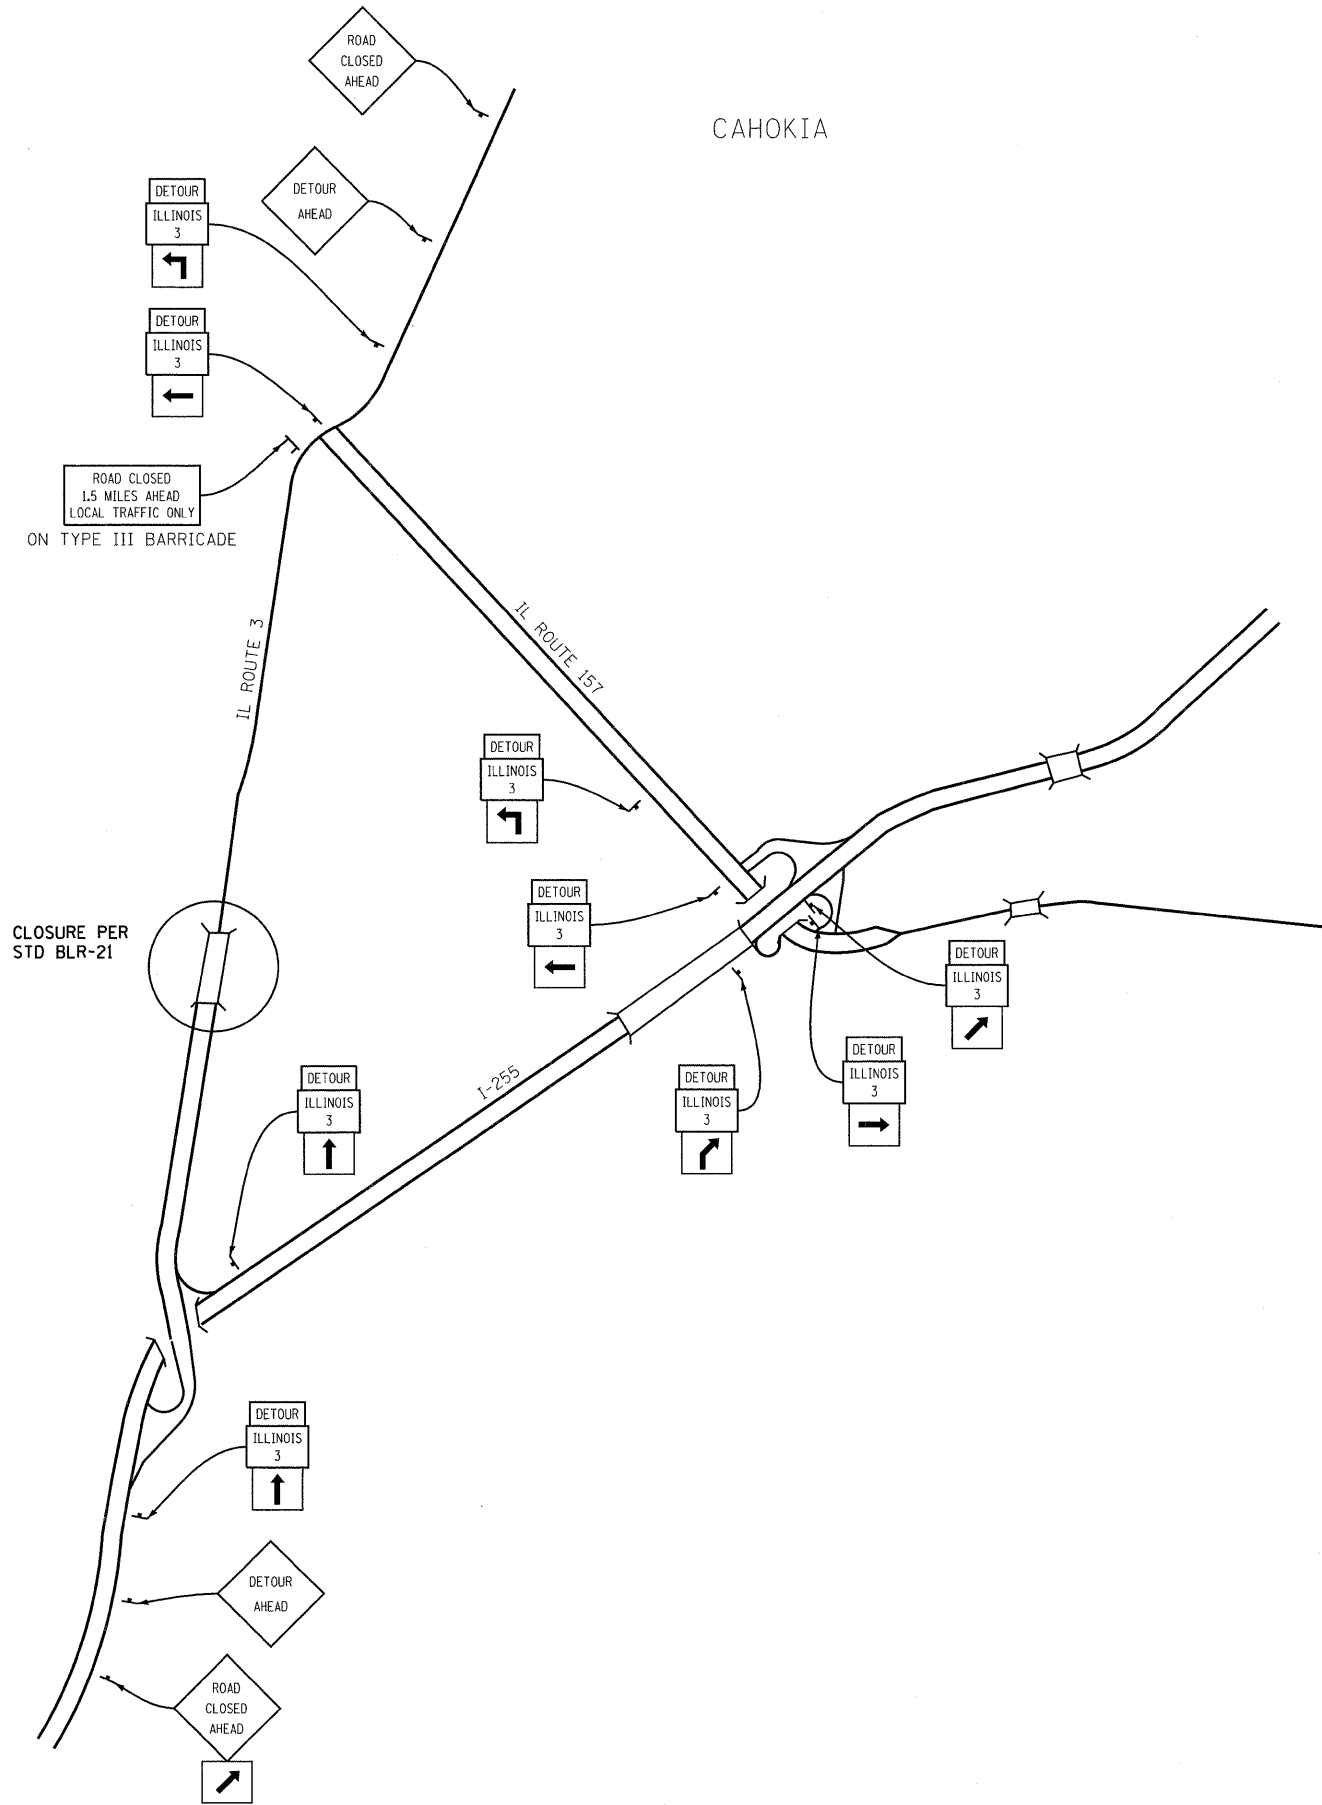 ROAD
CLOSED
AHEAD
CAHOKIA
DETOUR
AHEAD
DETOUR
ILLINOIS
3
DETOUR
ILLINOIS
3
ROAD CLOSED
1.5 MILES AHEAD
LOCAL TRAFFIC ONLY
ON TYPE III BARRICADE
IL ROUTE 3
IL ROUTE 157
DETOUR
ILLINOIS
3
DETOUR
ILLINOIS
3
CLOSURE PER
STD BLR-21
DETOUR
ILLINOIS
3
DETOUR
ILLINOIS
3
I-255
DETOUR
ILLINOIS
3
DETOUR
ILLINOIS
3
DETOUR
ILLINOIS
3
DETOUR
AHEAD
ROAD
CLOSED
AHEAD